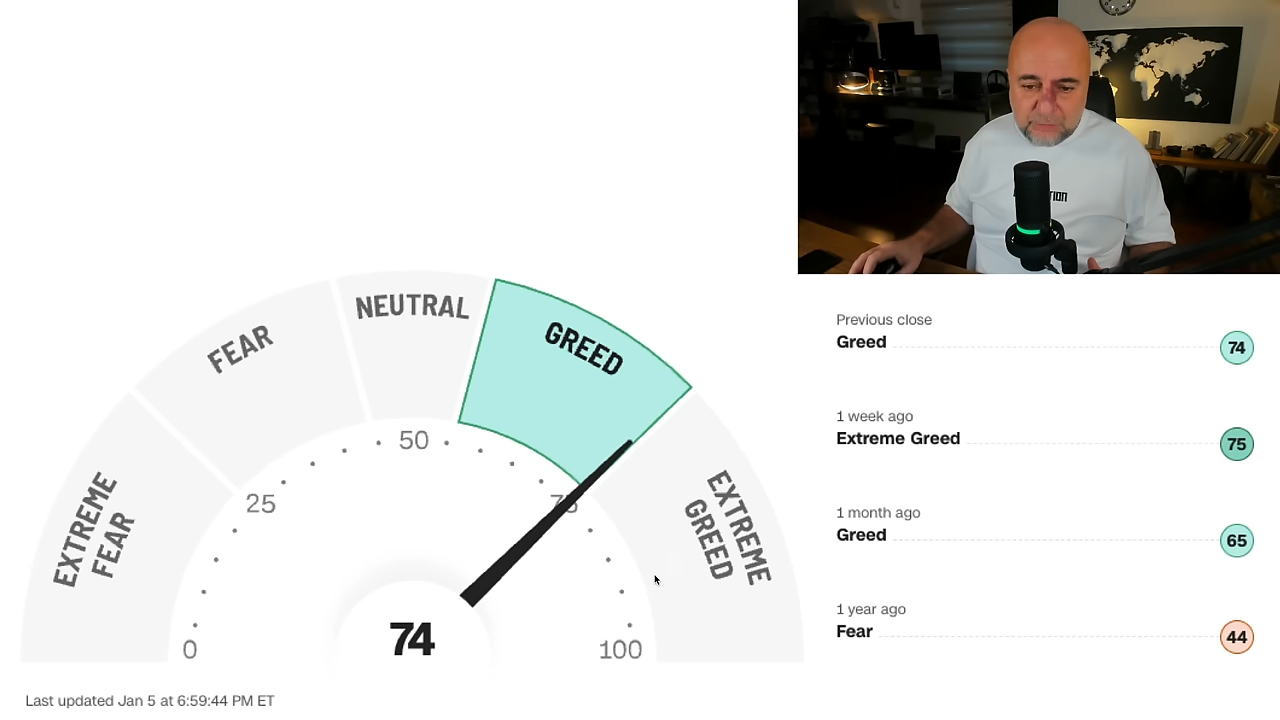 EXTREME
FEAR
FEAR
NEUTRAL
GREED
EXTREME
GREED
0
25
50
75
100
74
Last updated Jan 5 at 6:59:44 PM ET
Previous close
Greed
74
1 week ago
Extreme Greed
75
1 month ago
Greed
65
1 year ago
Fear
44